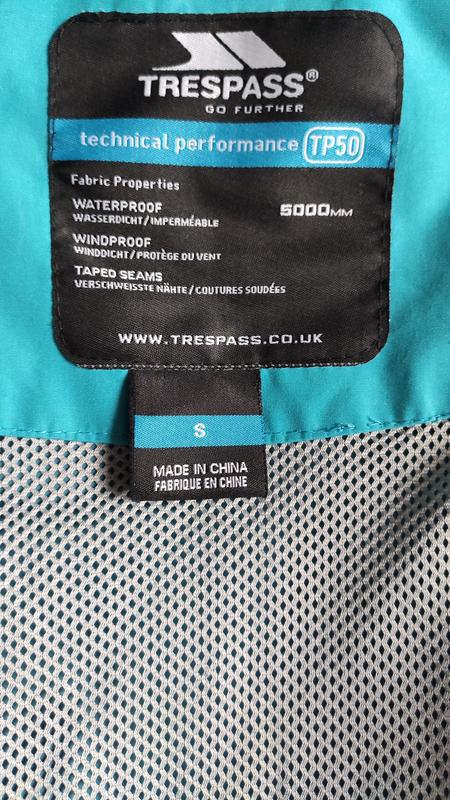 TRESPASS®
GO FURTHER
technical performance TP50
Fabric Properties
WATERPROOF 5000MM
WASSERDICHT/IMPERMÉABLE
WINDPROOF
WINDDICHT/PROTÈGE DU VENT
TAPED SEAMS
VERSCHWEISSTE NÄHTE/COUTURES SOUDÉES
WWW.TRESPASS.CO.UK
S
MADE IN CHINA
FABRIQUE EN CHINE